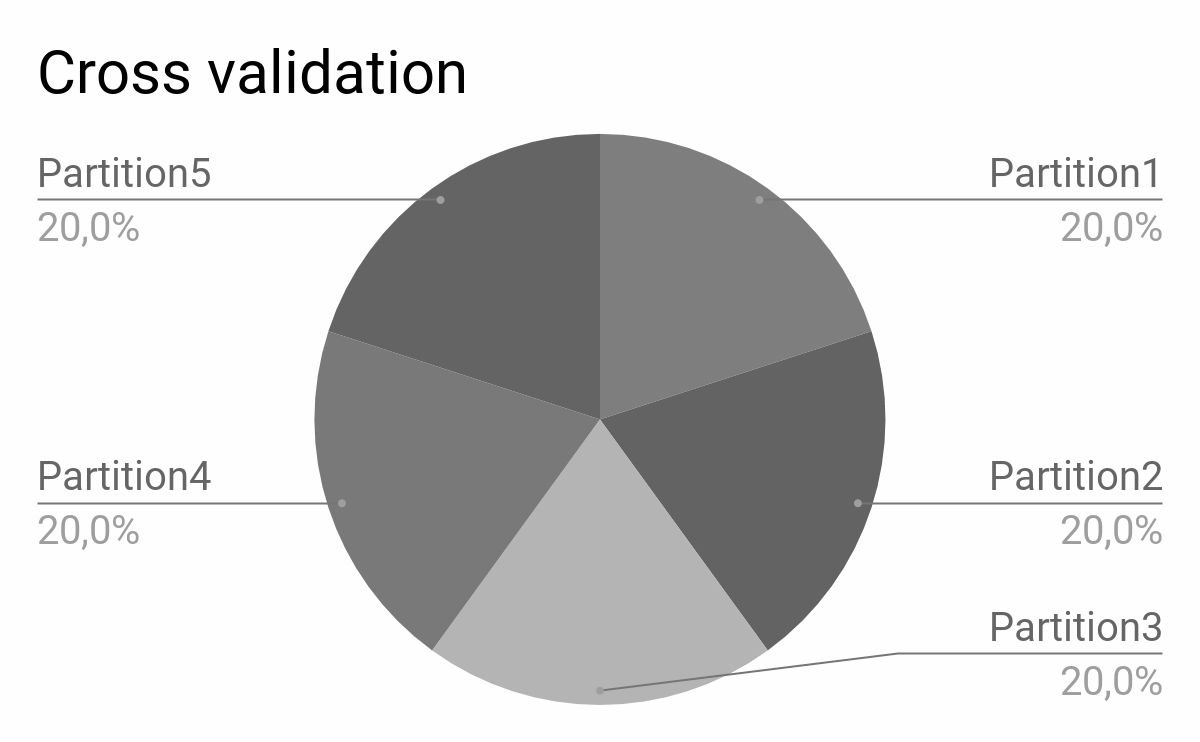 Cross validation
Partition5
20,0%
Partition1
20,0%
Partition4
20,0%
Partition2
20,0%
Partition3
20,0%